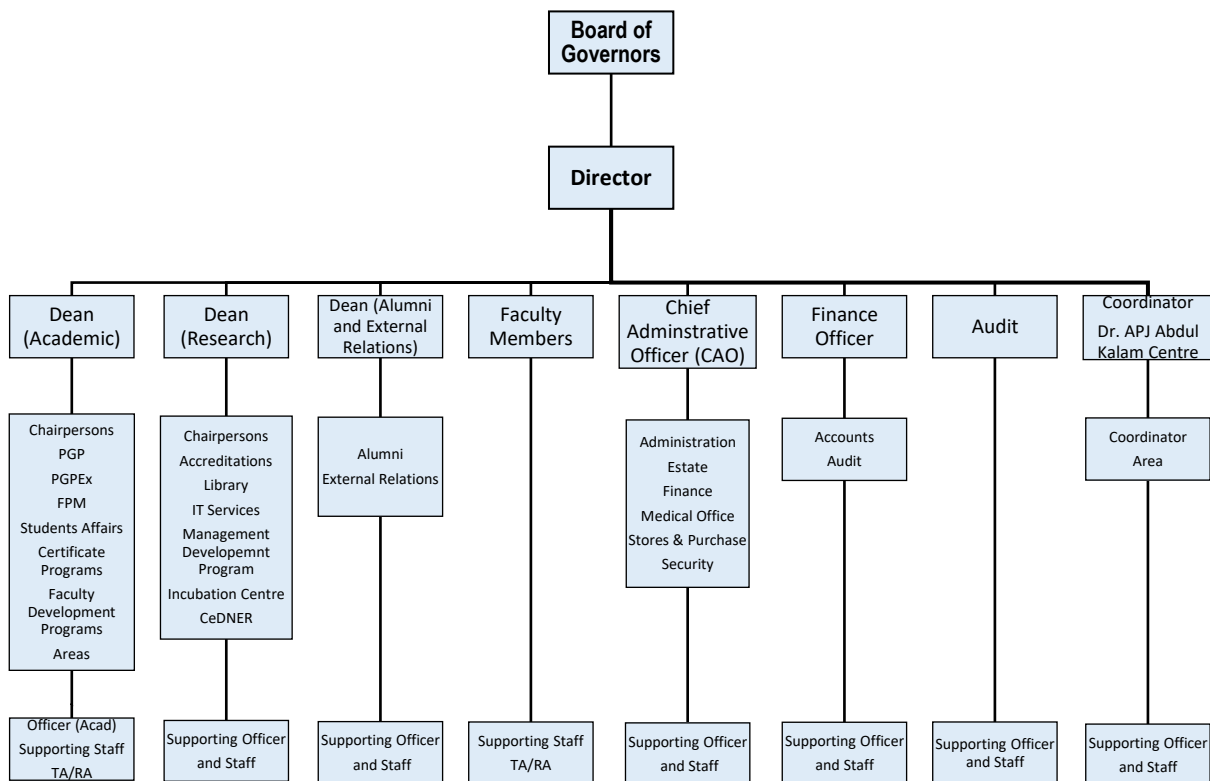 Board of
Governors
Director
Dean
(Academic)
Dean
(Research)
Dean (Alumni
and External
Relations)
Faculty
Members
Chief
Adminstrative
Officer (CAO)
Finance
Officer
Audit
Coordinator
Dr. APJ Abdul
Kalam Centre
Chairpersons
PGP
PGPEx
FPM
Students Affairs
Certificate
Programs
Faculty
Development
Programs
Areas
Chairpersons
Accreditations
Library
IT Services
Management
Developemnt
Program
Incubation Centre
CeDNER
Alumni
External Relations
Administration
Estate
Finance
Medical Office
Stores & Purchase
Security
Accounts
Audit
Coordinator
Area
Officer (Acad)
Supporting Staff
TA/RA
Supporting Officer
and Staff
Supporting Officer
and Staff
Supporting Staff
TA/RA
Supporting Officer
and Staff
Supporting Officer
and Staff
Supporting Officer
and Staff
Supporting Officer
and Staff